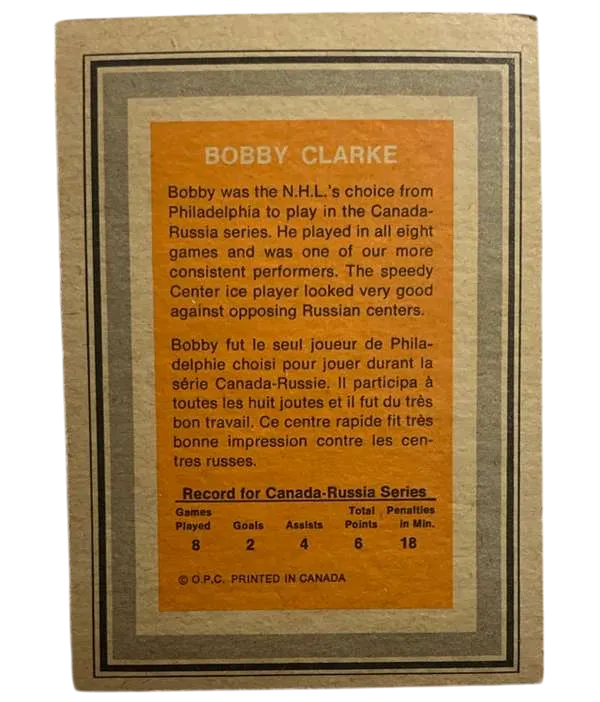 BOBBY CLARKE
Bobby was the N.H.L.'s choice from
Philadelphia to play in the Canada-
Russia series. He played in all eight
games and was one of our more
consistent performers. The speedy
Center ice player looked very good
against opposing Russian centers.
Bobby fut le seul joueur de Phila-
delphie choisi pour jouer durant la
série Canada-Russie. Il participa à
toutes les huit joutes et il fut du très
bon travail. Ce centre rapide fit très
bonne impression contre les cen-
tres russes.
Record for Canada-Russia Series
Games Total Penalties
Played Goals Assists Points in Min.
8 2 4 6 18
© O.P.C. PRINTED IN CANADA